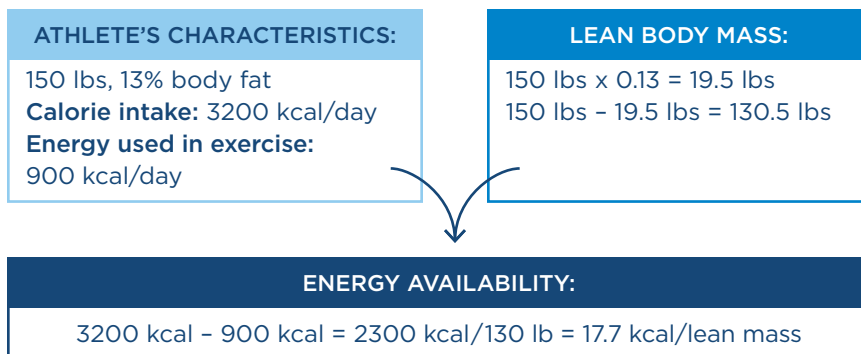 ATHLETE'S CHARACTERISTICS:
150 lbs, 13% body fat
Calorie intake: 3200 kcal/day
Energy used in exercise:
900 kcal/day
LEAN BODY MASS:
150 lbs x 0.13 = 19.5 lbs
150 lbs – 19.5 lbs = 130.5 lbs
ENERGY AVAILABILITY:
3200 kcal – 900 kcal = 2300 kcal/130 lb = 17.7 kcal/lean mass